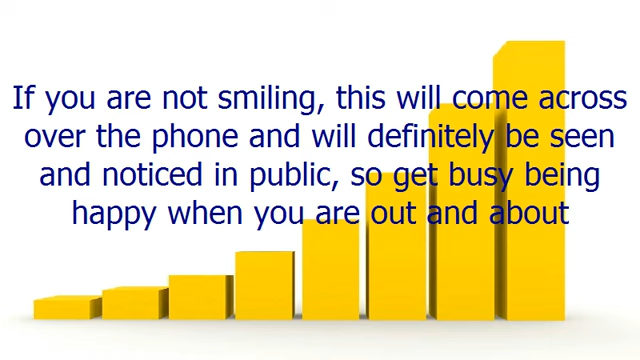 If you are not smiling, this will come across
over the phone and will definitely be seen
and noticed in public, so get busy being
happy when you are out and about